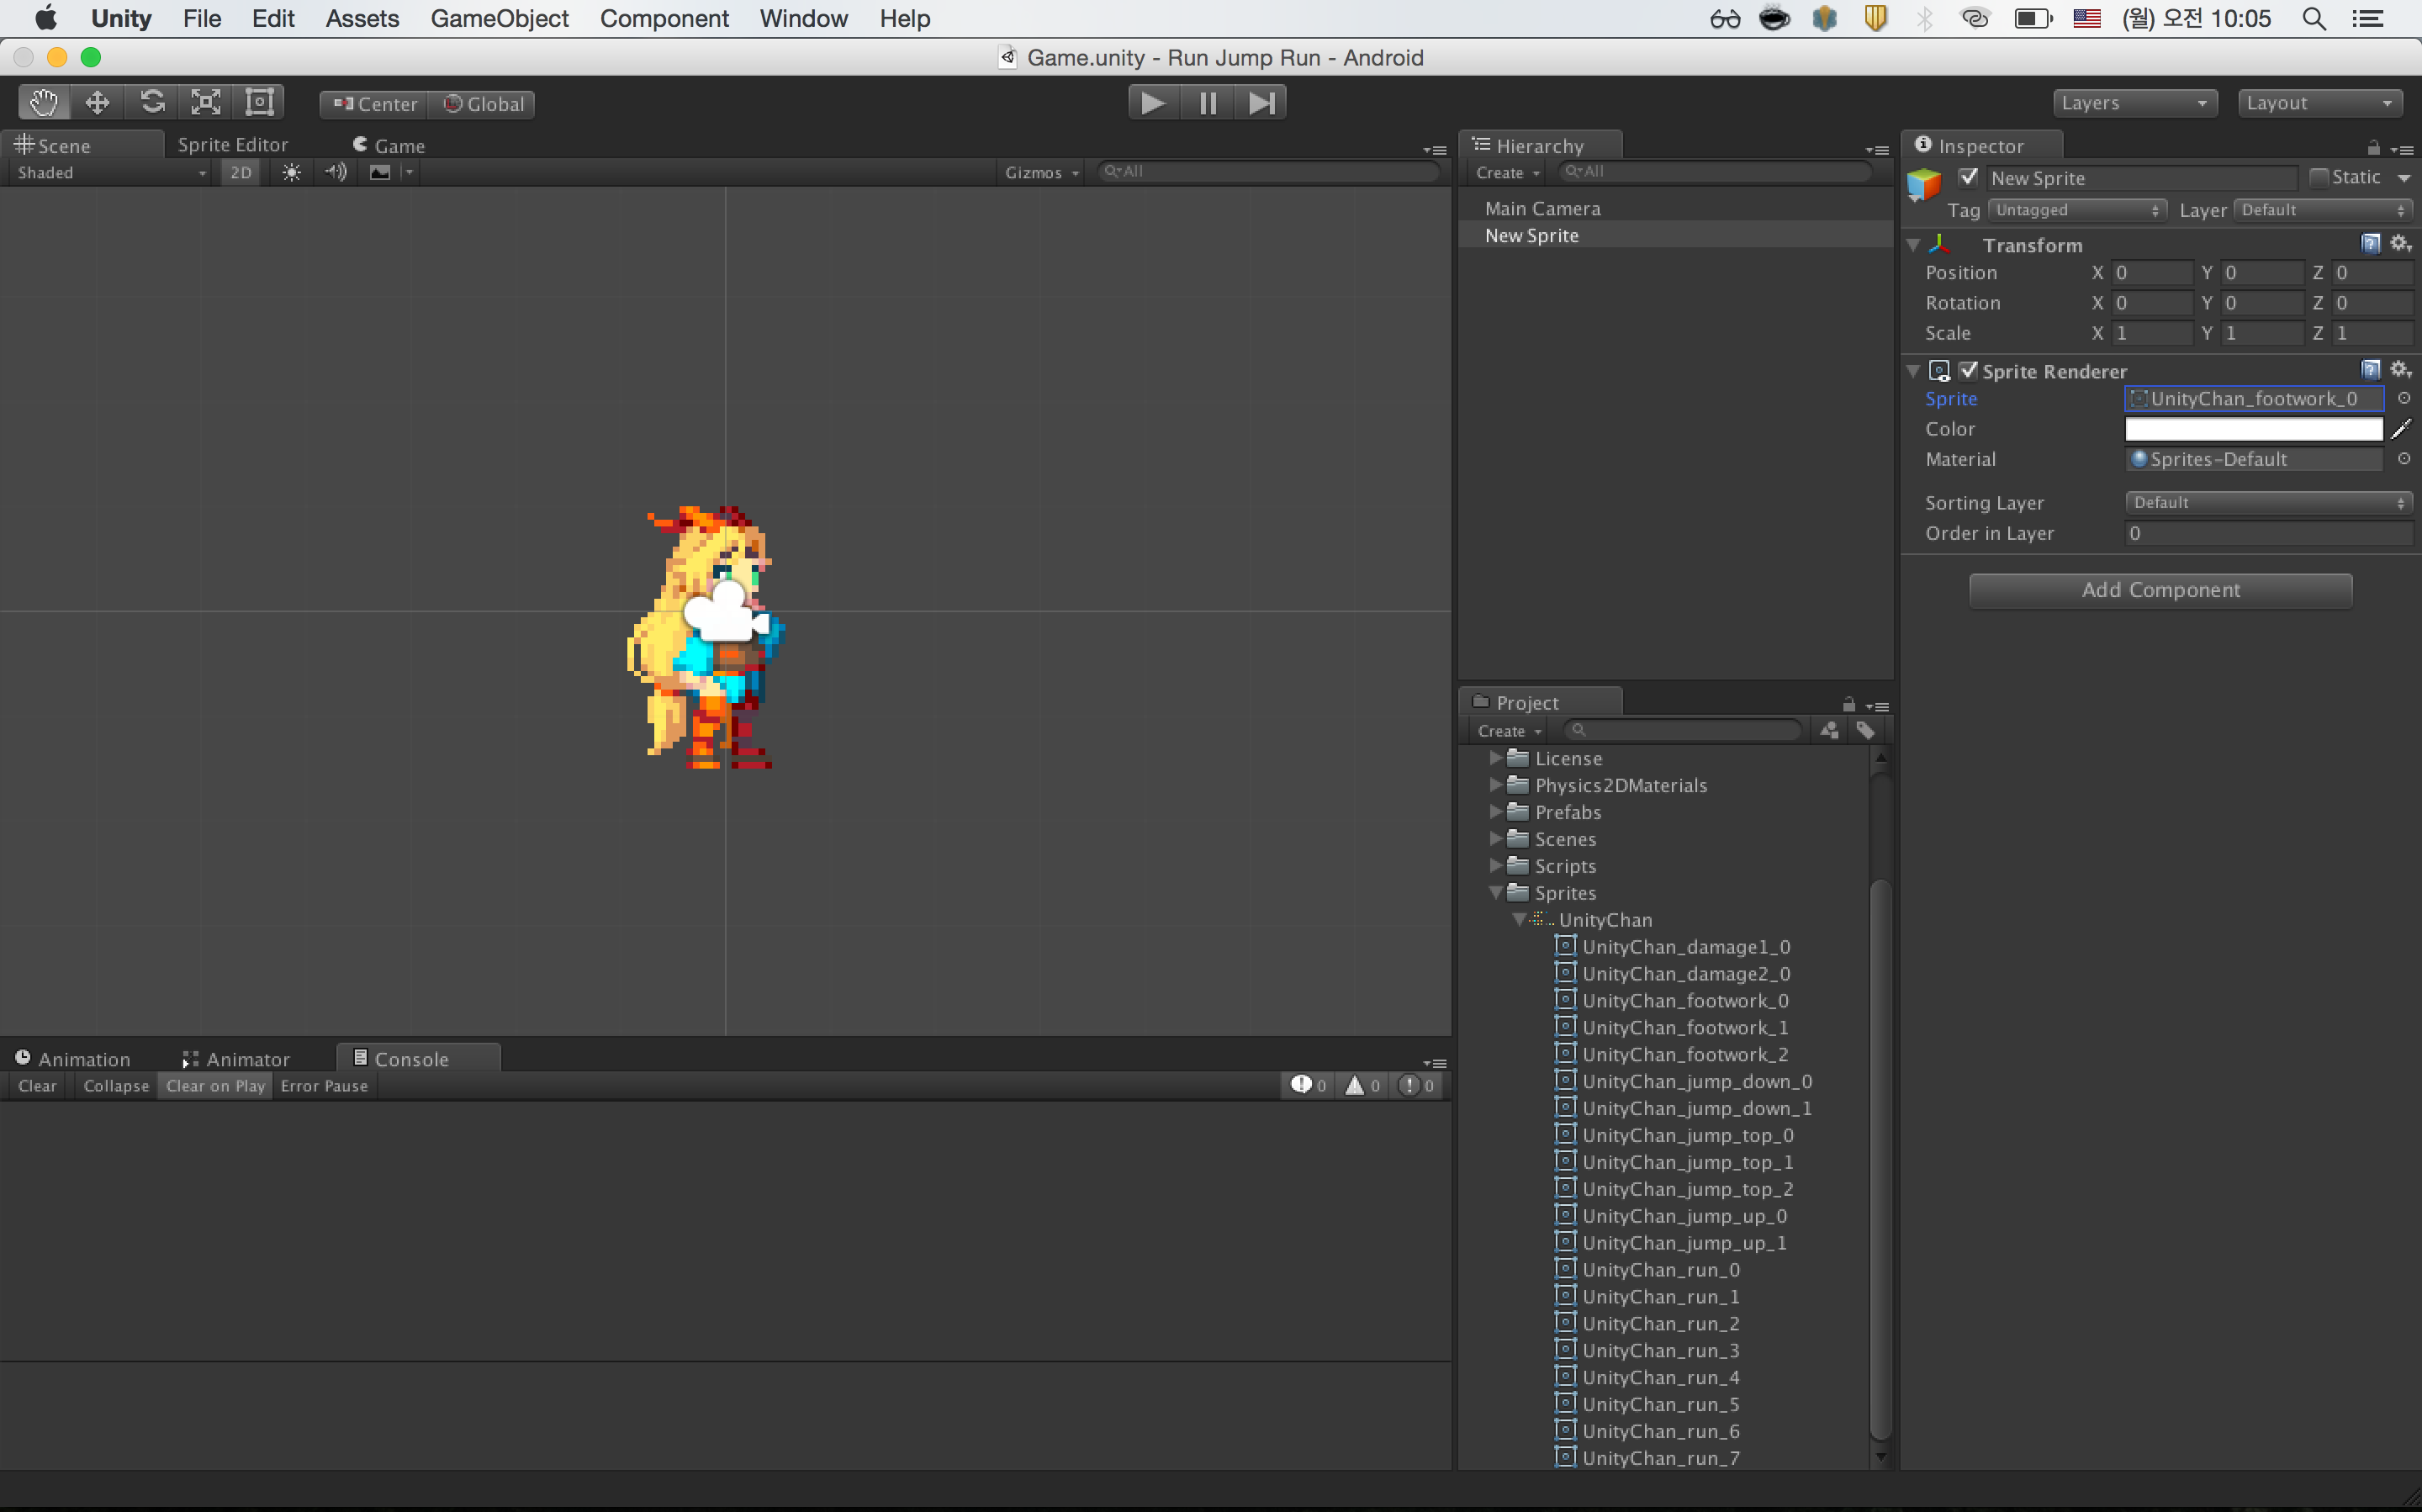 Unity File Edit Assets GameObject Component Window Help (월) 오전 10:05
Game.unity - Run Jump Run - Android
Center Global Layers Layout
Scene Sprite Editor Game
Shaded 2D Gizmos All
Hierarchy
Create All
Main Camera
New Sprite
Inspector
New Sprite Static
Tag Untagged Layer Default
Transform
Position X 0 Y 0 Z 0
Rotation X 0 Y 0 Z 0
Scale X 1 Y 1 Z 1
Sprite Renderer
Sprite UnityChan_footwork_0
Color
Material Sprites-Default
Sorting Layer Default
Order in Layer 0
Add Component
Project
Create
License
Physics2DMaterials
Prefabs
Scenes
Scripts
Sprites
UnityChan
UnityChan_damage1_0
UnityChan_damage2_0
UnityChan_footwork_0
UnityChan_footwork_1
UnityChan_footwork_2
UnityChan_jump_down_0
UnityChan_jump_down_1
UnityChan_jump_top_0
UnityChan_jump_top_1
UnityChan_jump_top_2
UnityChan_jump_up_0
UnityChan_jump_up_1
UnityChan_run_0
UnityChan_run_1
UnityChan_run_2
UnityChan_run_3
UnityChan_run_4
UnityChan_run_5
UnityChan_run_6
UnityChan_run_7
Animation Animator Console
Clear Collapse Clear on Play Error Pause 0 0 0